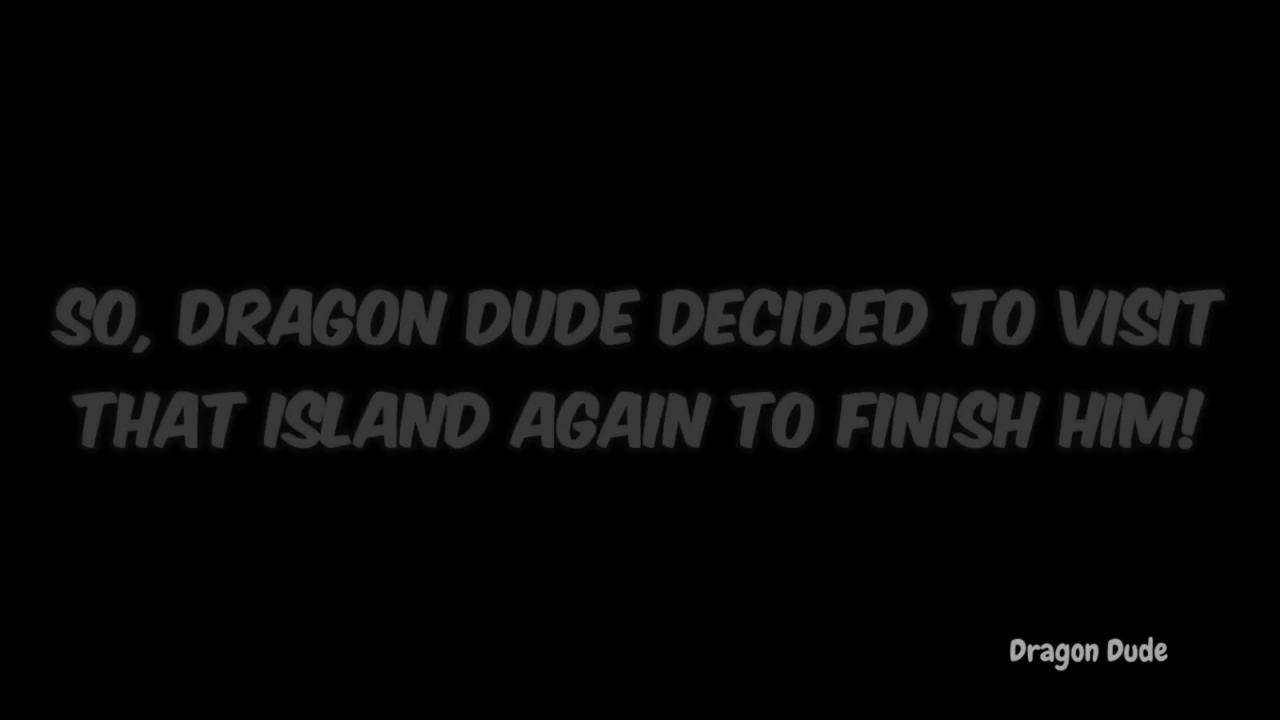 SO, DRAGON DUDE DECIDED TO VISIT
THAT ISLAND AGAIN TO FINISH HIM!
Dragon Dude